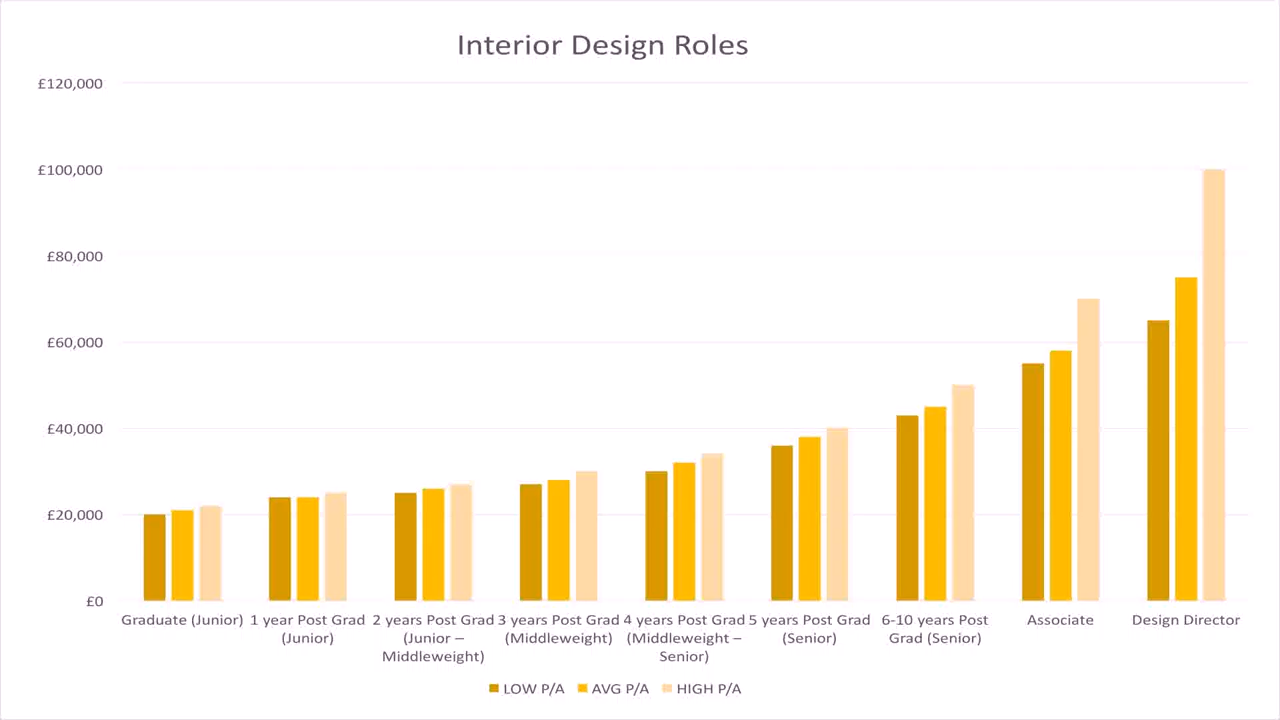 Interior Design Roles
£120,000
£100,000
£80,000
£60,000
£40,000
£20,000
£0
Graduate (Junior)
1 year Post Grad
(Junior)
2 years Post Grad
(Junior –
Middleweight)
3 years Post Grad
(Middleweight)
4 years Post Grad
(Middleweight –
Senior)
5 years Post Grad
(Senior)
6-10 years Post
Grad (Senior)
Associate
Design Director
LOW P/A
AVG P/A
HIGH P/A